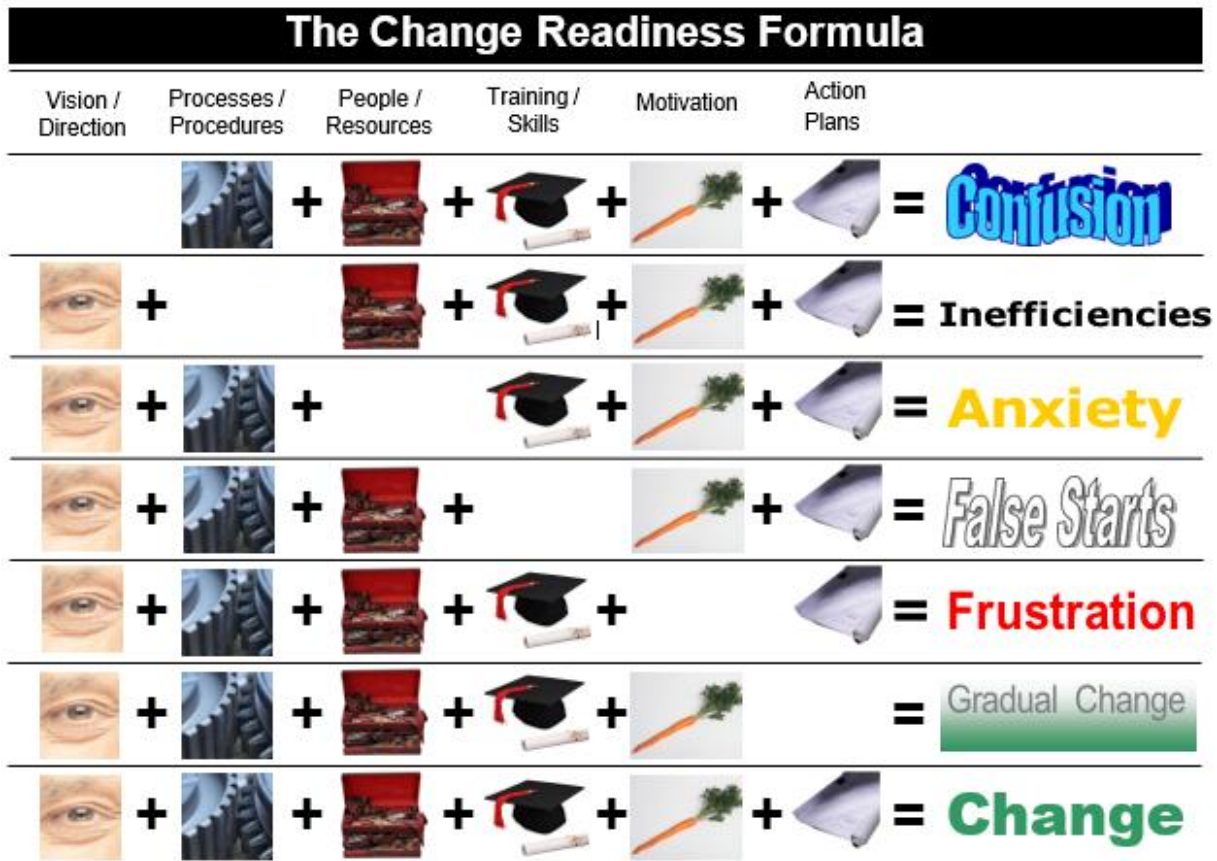 The Change Readiness Formula
Vision /
Direction
Processes /
Procedures
People /
Resources
Training /
Skills
Motivation
Action
Plans
+ + + + = Confusion
+ + + + = Inefficiencies
+ + + + = Anxiety
+ + + + = False Starts
+ + + + = Frustration
+ + + + = Gradual Change
+ + + + + = Change